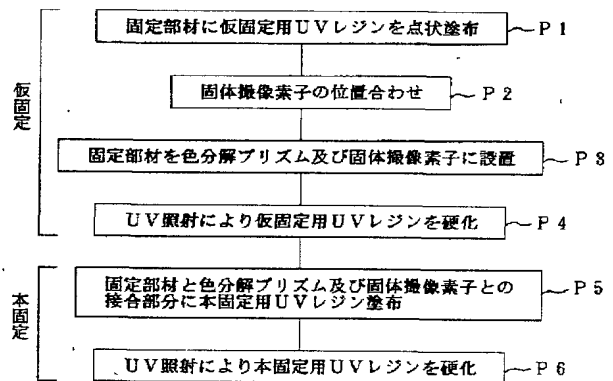 固定部材に仮固定用UVレジンを点状塗布 P1
固体撮像素子の位置合わせ P2
仮固定
固定部材を色分解プリズム及び固体撮像素子に設置 P3
UV照射により仮固定用UVレジンを硬化 P4
固定部材と色分解プリズム及び固体撮像素子との
接合部分に本固定用UVレジン塗布 P5
本固定
UV照射により本固定用UVレジンを硬化 P6